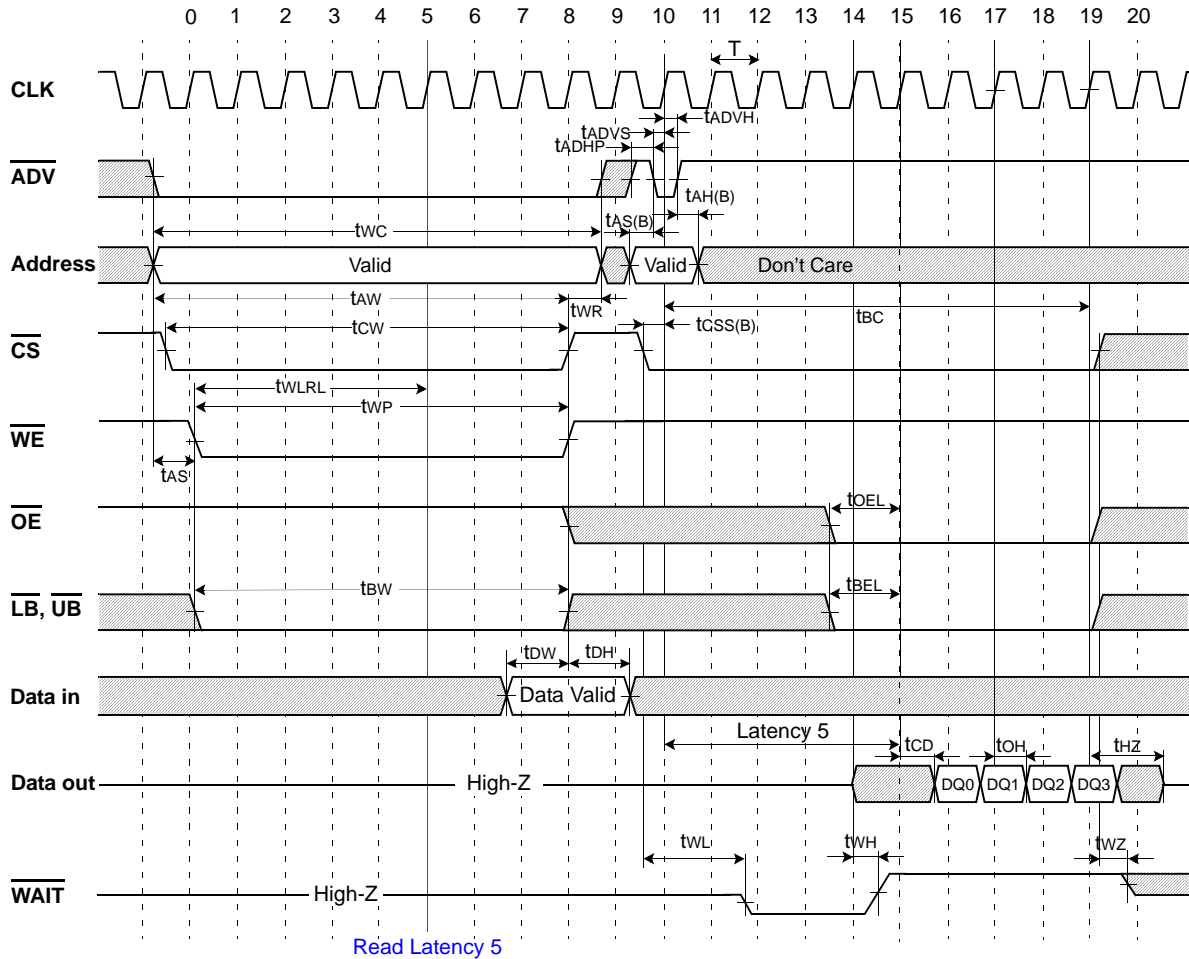 0 1 2 3 4 5 6 7 8 9 10 11 12 13 14 15 16 17 18 19 20
T
CLK
tADVH
tADVS
tADHP
ADV
tAH(B)
tAS(B)
tWC
Address
Valid
Valid
Don't Care
tAW
tWR
tBC
tCW
tCSS(B)
CS
tWLRL
tWP
WE
tAS
tOEL
OE
tBW
tBEL
LB, UB
tDW
tDH
Data in
Data Valid
Latency 5
tCD
tOH
tHZ
Data out
High-Z
DQ0 DQ1 DQ2 DQ3
tWL
tWH
tWZ
WAIT
High-Z
Read Latency 5